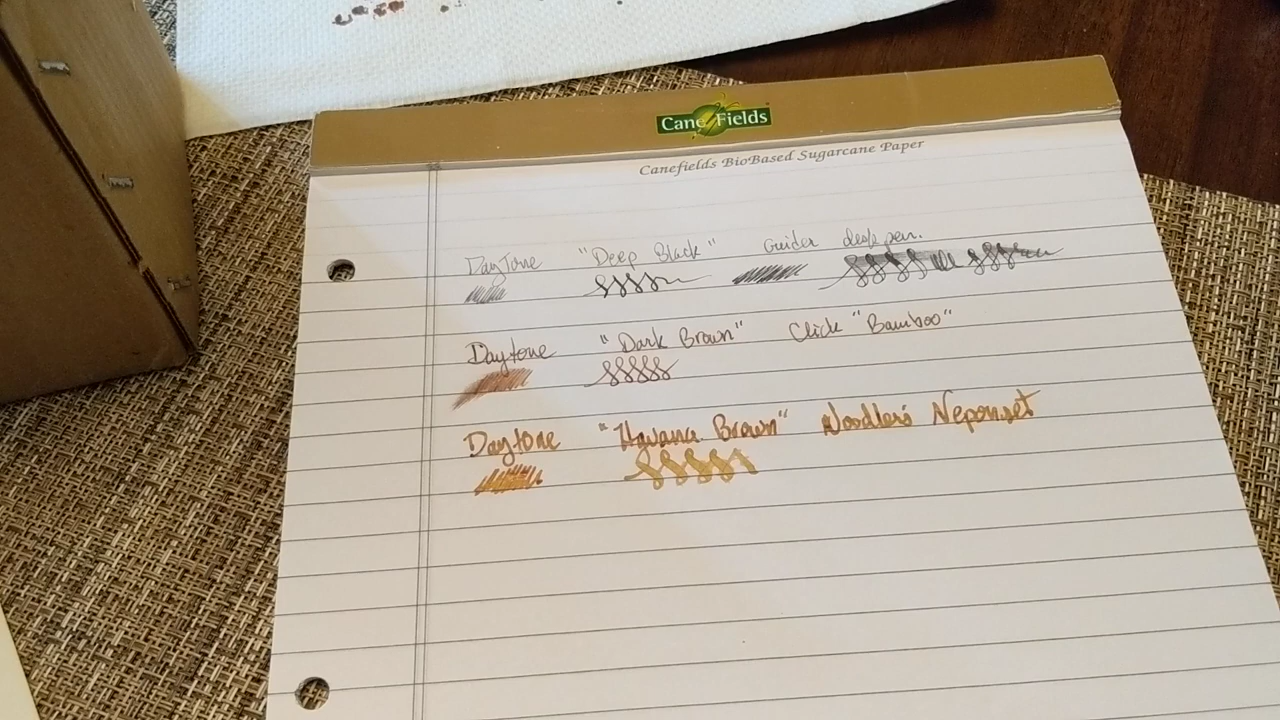 Cane Fields
Canefields BioBased Sugarcane Paper
Daytone "Deep Black" Guider desk pen.
Daytone "Dark Brown" Click "Bamboo"
Daytone "Havana Brown" Noodler's Neponset